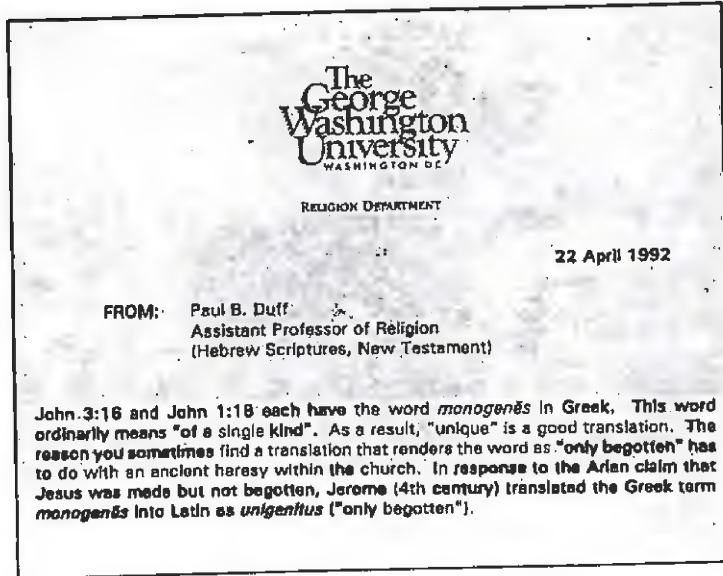 The
George
Washington
University
WASHINGTON DC
RELIGION DEPARTMENT
22 April 1992
FROM: Paul B. Duff
Assistant Professor of Religion
(Hebrew Scriptures, New Testament)
John 3:16 and John 1:18 each have the word monogenēs in Greek. This word
ordinarily means "of a single kind". As a result, "unique" is a good translation. The
reason you sometimes find a translation that renders the word as "only begotten" has
to do with an ancient heresy within the church. In response to the Arian claim that
Jesus was made but not begotten, Jerome (4th century) translated the Greek term
monogenēs into Latin as unigenitus ("only begotten").